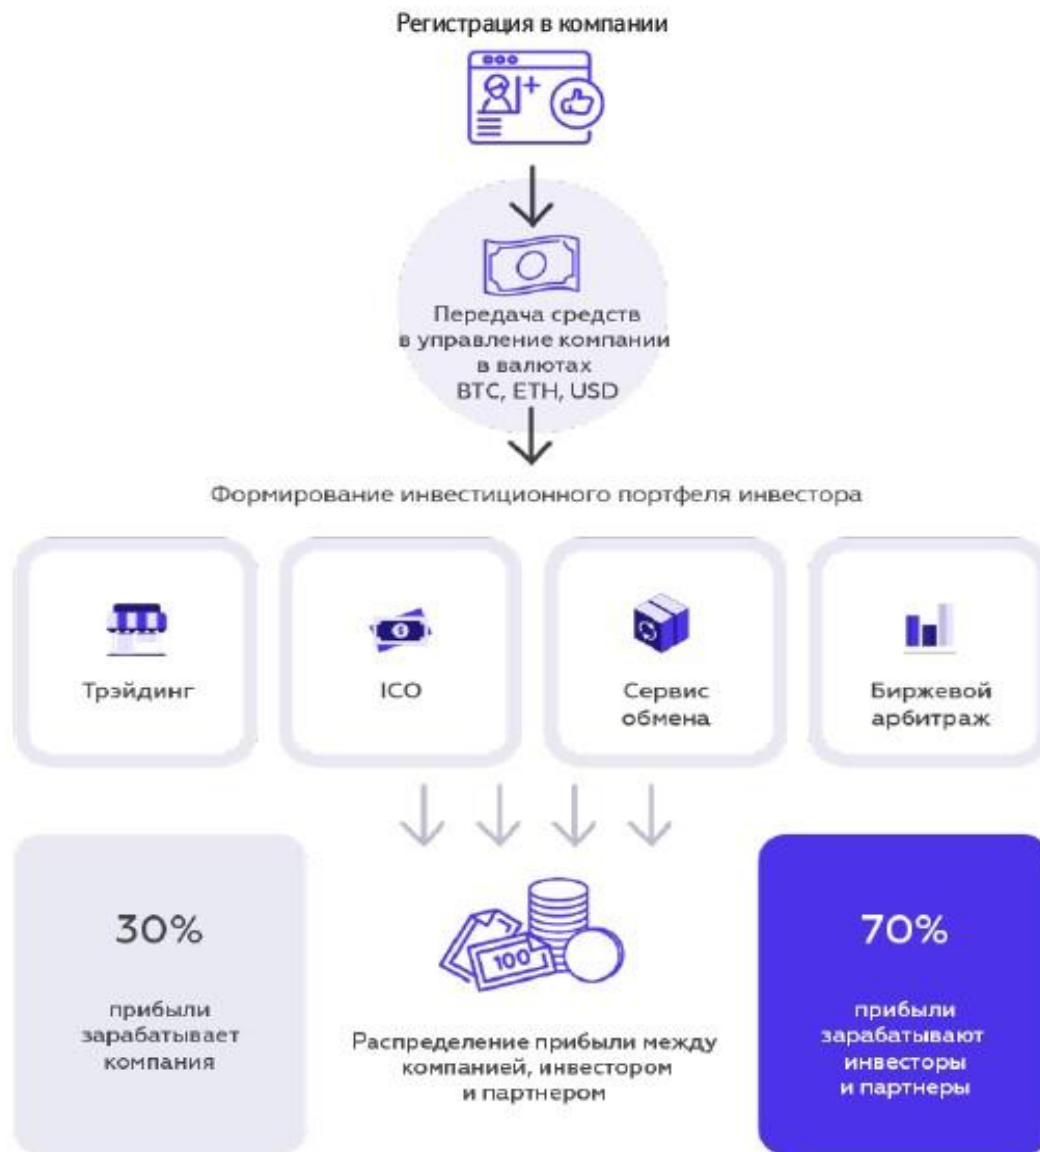 Регистрация в компании
Передача средств
в управление компании
в валютах
BTC, ETH, USD
Формирование инвестиционного портфеля инвестора
Трэйдинг
ICO
Сервис
обмена
Биржевой
арбитраж
30%
прибыли
зарабатывает
компания
100
Распределение прибыли между
компанией, инвестором
и партнером
70%
прибыли
зарабатывают
инвесторы
и партнеры